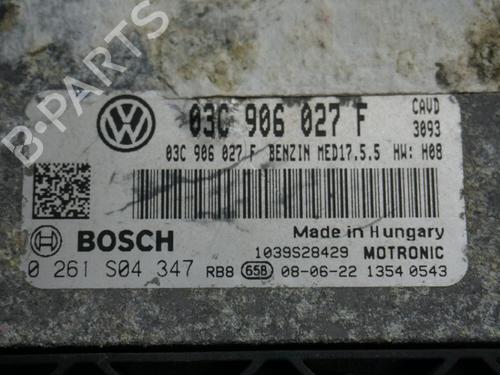 03C 906 027 F CAVD
3093
03C 906 027 F BENZIN MED17.5.5 HW: H08
Made in Hungary
BOSCH 1039S28429 MOTRONIC
0 261 S04 347 RB8 658 08-06-22 1354 0543
B-Parts